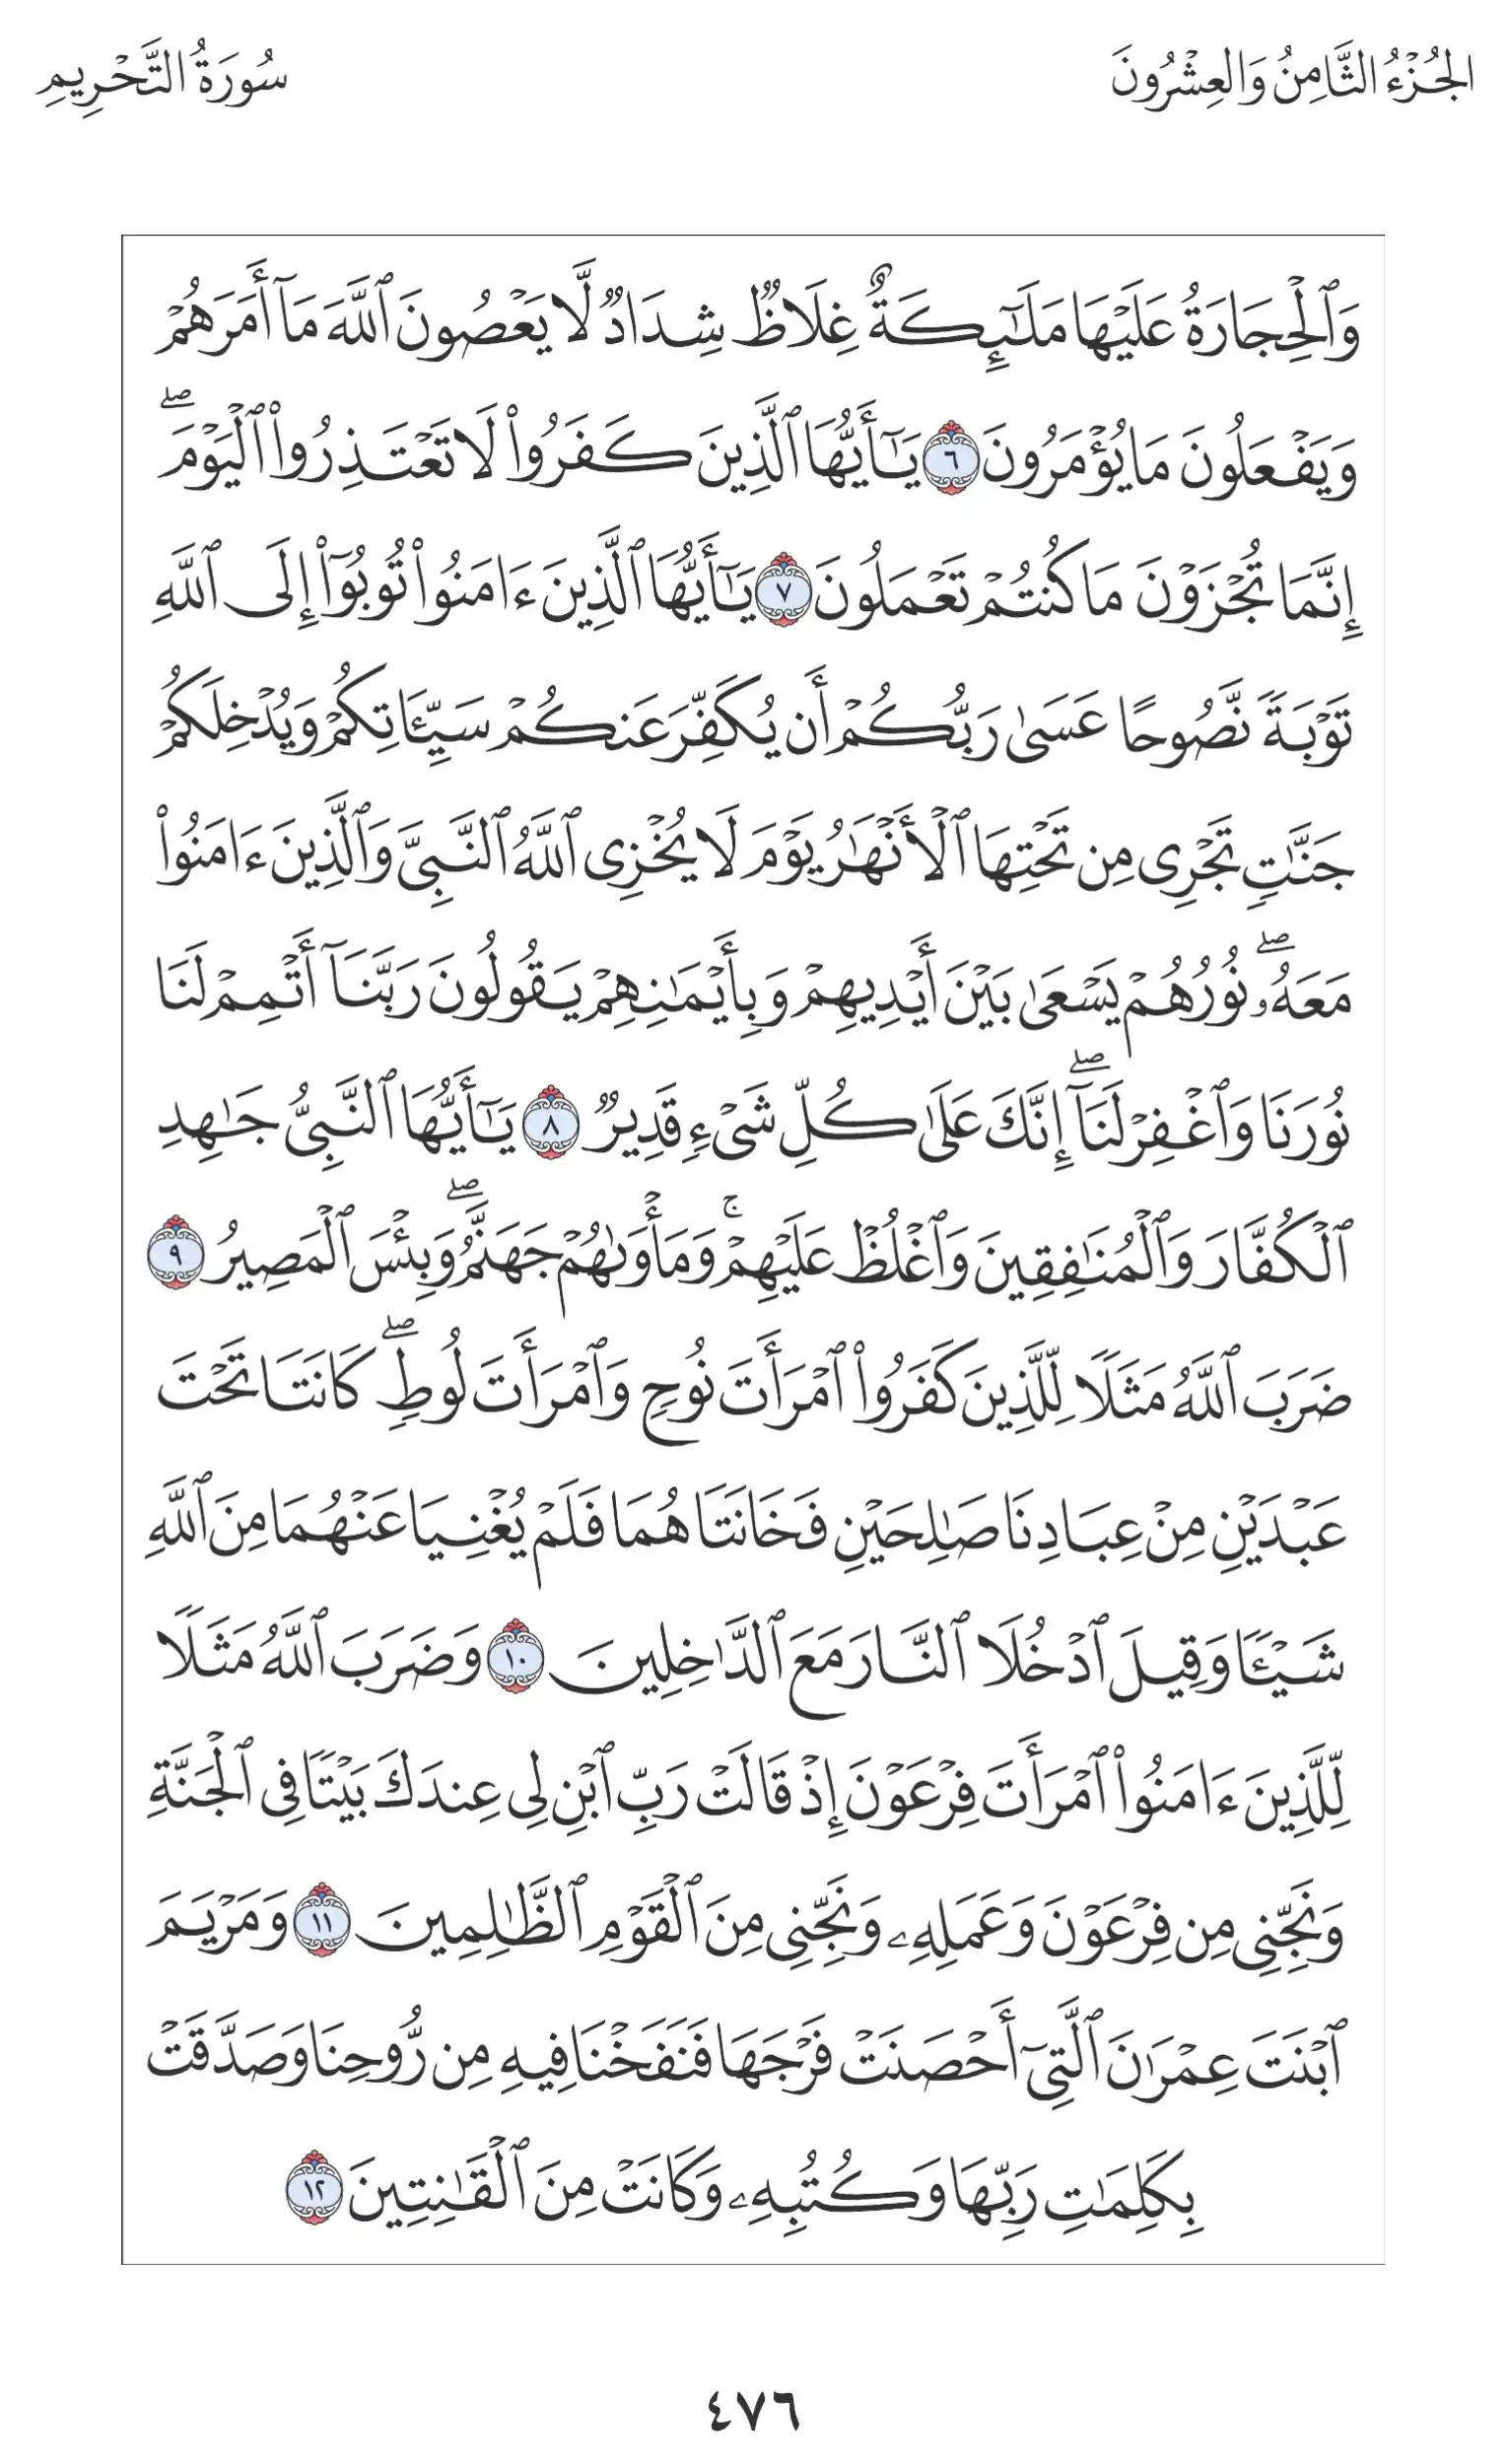 الجُزْءُ الثَّامِنُ وَالعِشْرُونَ
سُورَةُ التَّحْرِيمِ
وَٱلْحِجَارَةُ عَلَيْهَا مَلَـٰٓئِكَةٌ غِلَاظٌ شِدَادٌ لَّا يَعْصُونَ ٱللَّهَ مَآ أَمَرَهُمْ
وَيَفْعَلُونَ مَا يُؤْمَرُونَ ٦ يَـٰٓأَيُّهَا ٱلَّذِينَ كَفَرُوا۟ لَا تَعْتَذِرُوا۟ ٱلْيَوْمَ ۖ
إِنَّمَا تُجْزَوْنَ مَا كُنتُمْ تَعْمَلُونَ ٧ يَـٰٓأَيُّهَا ٱلَّذِينَ ءَامَنُوا۟ تُوبُوٓا۟ إِلَى ٱللَّهِ
تَوْبَةً نَّصُوحًا عَسَىٰ رَبُّكُمْ أَن يُكَفِّرَ عَنكُمْ سَيِّـَٔاتِكُمْ وَيُدْخِلَكُمْ
جَنَّـٰتٍ تَجْرِى مِن تَحْتِهَا ٱلْأَنْهَـٰرُ يَوْمَ لَا يُخْزِى ٱللَّهُ ٱلنَّبِىَّ وَٱلَّذِينَ ءَامَنُوا۟
مَعَهُۥ ۖ نُورُهُمْ يَسْعَىٰ بَيْنَ أَيْدِيهِمْ وَبِأَيْمَـٰنِهِمْ يَقُولُونَ رَبَّنَآ أَتْمِمْ لَنَا
نُورَنَا وَٱغْفِرْ لَنَآ ۖ إِنَّكَ عَلَىٰ كُلِّ شَىْءٍ قَدِيرٌ ٨ يَـٰٓأَيُّهَا ٱلنَّبِىُّ جَـٰهِدِ
ٱلْكُفَّارَ وَٱلْمُنَـٰفِقِينَ وَٱغْلُظْ عَلَيْهِمْ ۚ وَمَأْوَىٰهُمْ جَهَنَّمُ ۖ وَبِئْسَ ٱلْمَصِيرُ ٩
ضَرَبَ ٱللَّهُ مَثَلًا لِّلَّذِينَ كَفَرُوا۟ ٱمْرَأَتَ نُوحٍ وَٱمْرَأَتَ لُوطٍ ۖ كَانَتَا تَحْتَ
عَبْدَيْنِ مِنْ عِبَادِنَا صَـٰلِحَيْنِ فَخَانَتَاهُمَا فَلَمْ يُغْنِيَا عَنْهُمَا مِنَ ٱللَّهِ
شَيْـًٔا وَقِيلَ ٱدْخُلَا ٱلنَّارَ مَعَ ٱلدَّٰخِلِينَ ١٠ وَضَرَبَ ٱللَّهُ مَثَلًا
لِّلَّذِينَ ءَامَنُوا۟ ٱمْرَأَتَ فِرْعَوْنَ إِذْ قَالَتْ رَبِّ ٱبْنِ لِى عِندَكَ بَيْتًا فِى ٱلْجَنَّةِ
وَنَجِّنِى مِن فِرْعَوْنَ وَعَمَلِهِۦ وَنَجِّنِى مِنَ ٱلْقَوْمِ ٱلظَّـٰلِمِينَ ١١ وَمَرْيَمَ
ٱبْنَتَ عِمْرَٰنَ ٱلَّتِىٓ أَحْصَنَتْ فَرْجَهَا فَنَفَخْنَا فِيهِ مِن رُّوحِنَا وَصَدَّقَتْ
بِكَلِمَـٰتِ رَبِّهَا وَكُتُبِهِۦ وَكَانَتْ مِنَ ٱلْقَـٰنِتِينَ ١٢
٤٧٦